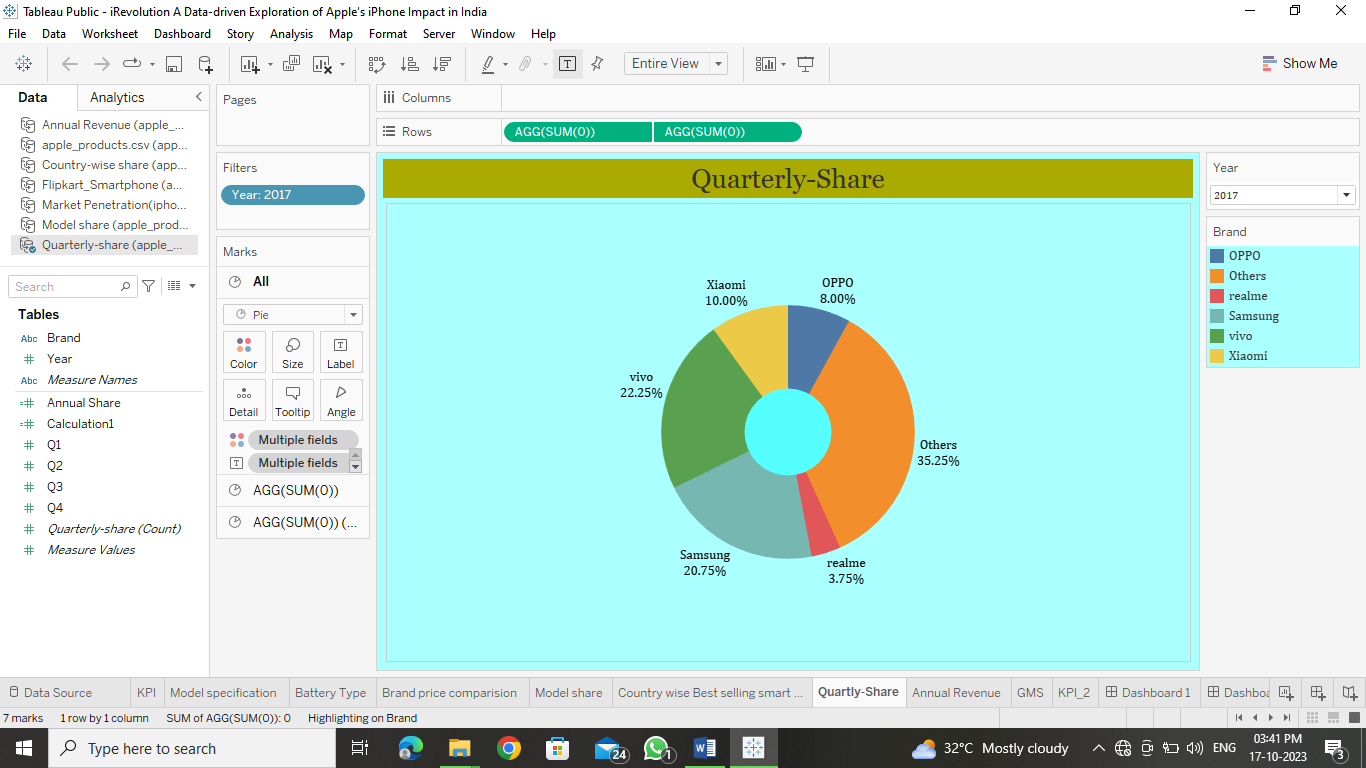 Tableau Public - iRevolution A Data-driven Exploration of Apple's iPhone Impact in India
File Data Worksheet Dashboard Story Analysis Map Format Server Window Help
Entire View
Show Me
Data Analytics
Annual Revenue (apple_...
apple_products.csv (app...
Country-wise share (app...
Flipkart_Smartphone (a...
Market Penetration(ipho...
Model share (apple_prod...
Quarterly-share (apple_...
Search
Tables
Abc Brand
Year
Abc Measure Names
Annual Share
Calculation1
Q1
Q2
Q3
Q4
Quarterly-share (Count)
Measure Values
Pages
Filters
Year: 2017
Marks
All
Pie
Color Size Label
Detail Tooltip Angle
Multiple fields
Multiple fields
AGG(SUM(0))
AGG(SUM(0)) (...
Columns
Rows AGG(SUM(0)) AGG(SUM(0))
Quarterly-Share
Xiaomi
10.00%
OPPO
8.00%
vivo
22.25%
Others
35.25%
Samsung
20.75%
realme
3.75%
Year
2017
Brand
OPPO
Others
realme
Samsung
vivo
Xiaomi
Data Source KPI Model specification Battery Type Brand price comparision Model share Country wise Best selling smart ... Quartly-Share Annual Revenue GMS KPI_2 Dashboard 1 Dashboa
7 marks 1 row by 1 column SUM of AGG(SUM(0)): 0 Highlighting on Brand
Type here to search 24 1 32°C Mostly cloudy ENG 03:41 PM
17-10-2023 3